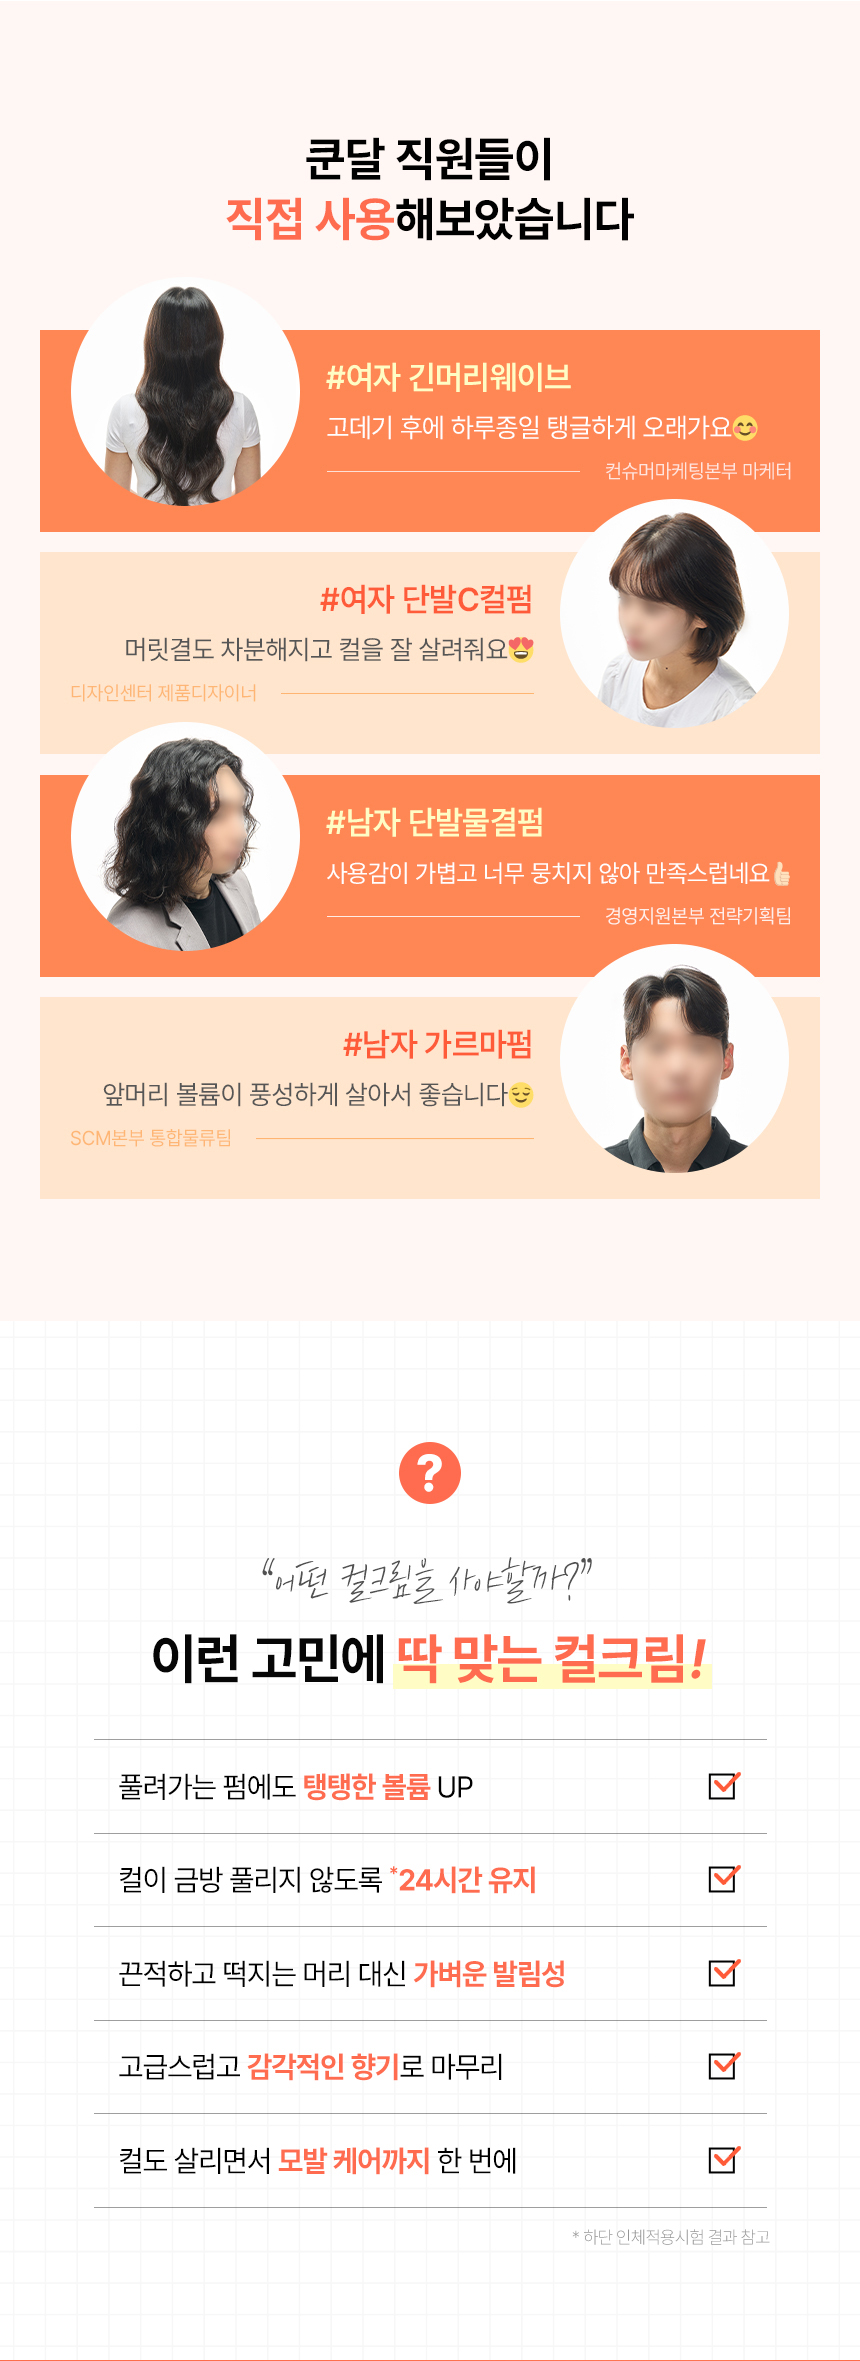 쿤달 직원들이
직접 사용해보았습니다
#여자 긴머리웨이브
고데기 후에 하루종일 탱글하게 오래가요😊
컨슈머마케팅본부 마케터
#여자 단발C컬펌
머릿결도 차분해지고 컬을 잘 살려줘요😍
디자인센터 제품디자이너
#남자 단발물결펌
사용감이 가볍고 너무 뭉치지 않아 만족스럽네요👍
경영지원본부 전략기획팀
#남자 가르마펌
앞머리 볼륨이 풍성하게 살아서 좋습니다😌
SCM본부 통합물류팀
?
“어떤 컬크림을 사야할까?”
이런 고민에 딱 맞는 컬크림!
풀려가는 펌에도 탱탱한 볼륨 UP
컬이 금방 풀리지 않도록 *24시간 유지
끈적하고 떡지는 머리 대신 가벼운 발림성
고급스럽고 감각적인 향기로 마무리
컬도 살리면서 모발 케어까지 한 번에
* 하단 인체적용시험 결과 참고